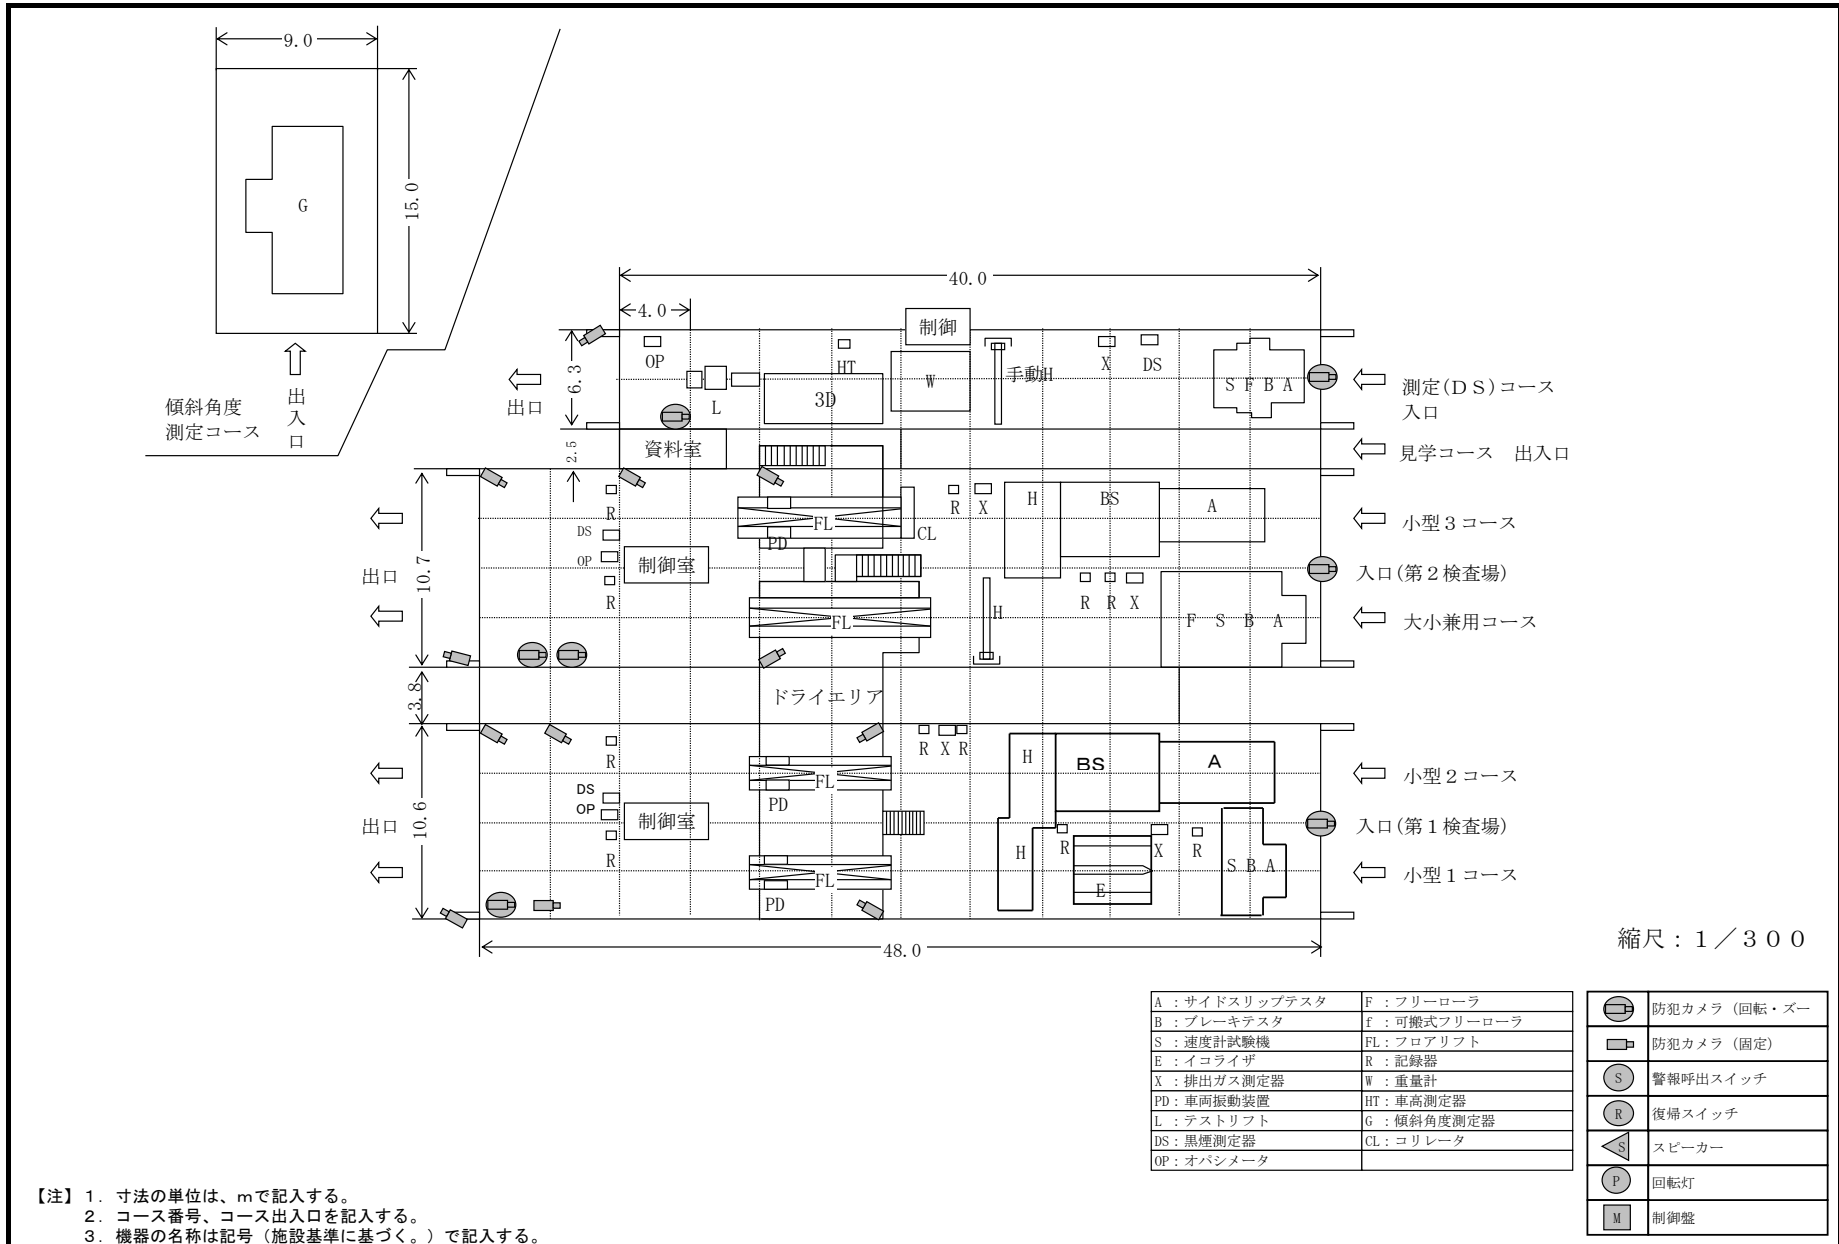 9.0
15.0
G
傾斜角度
測定コース
出入口
40.0
4.0
制御
6.3
OP
HT
W
手動H
X
DS
S F B A
測定(ＤＳ)コース
入口
出口
L
3D
2.5
資料室
見学コース　出入口
R
FL
PD
CL
R
X
H
BS
A
小型３コース
DS
OP
制御室
10.7
出口
入口(第２検査場)
R
FL
H
R
R
X
F S B A
大小兼用コース
3.8
ドライエリア
R
FL
PD
R
X
R
H
BS
A
小型２コース
DS
OP
制御室
10.6
出口
入口(第１検査場)
R
FL
PD
H
R
E
X
R
S B A
小型１コース
48.0
縮尺：１／３００
A ：サイドスリップテスタ
F ：フリーローラ
B ：ブレーキテスタ
f ：可搬式フリーローラ
S ：速度計試験機
FL：フロアリフト
E ：イコライザ
R ：記録器
X ：排出ガス測定器
W ：重量計
PD：車両振動装置
HT：車高測定器
L ：テストリフト
G ：傾斜角度測定器
DS：黒煙測定器
CL：コリレータ
OP：オパシメータ
防犯カメラ（回転・ズー
防犯カメラ（固定）
S 警報呼出スイッチ
R 復帰スイッチ
S スピーカー
P 回転灯
M 制御盤
【注】１．寸法の単位は、ｍで記入する。
２．コース番号、コース出入口を記入する。
３．機器の名称は記号（施設基準に基づく。）で記入する。